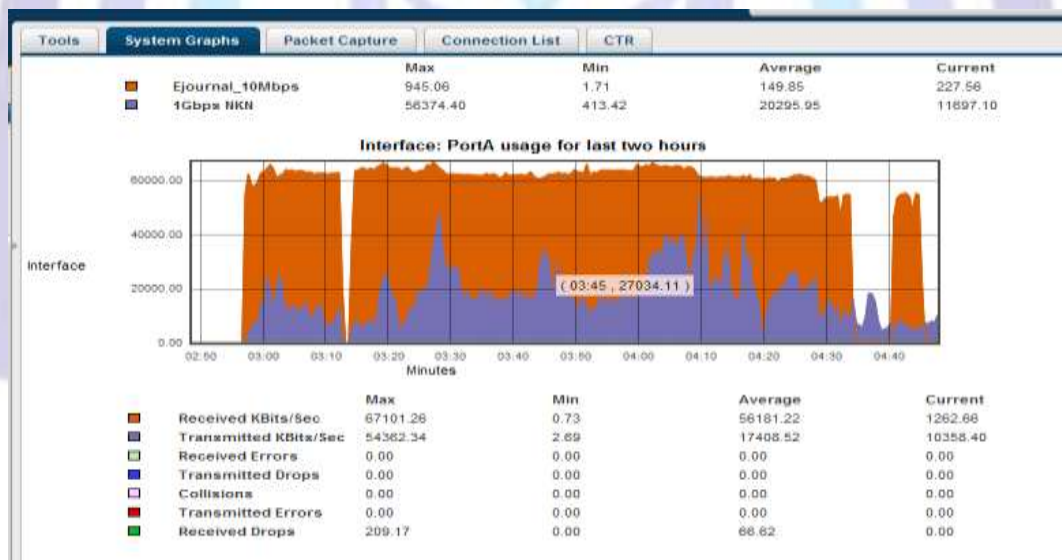 Tools System Graphs Packet Capture Connection List CTR
Max Min Average Current
Ejournal_10Mbps 945.06 1.71 149.85 227.56
1Gbps NKN 56374.40 413.42 20295.95 11697.10
Interface: PortA usage for last two hours
60000.00
40000.00
Interface
( 03:45 , 27034.11 )
20000.00
0.00
02:50 03:00 03:10 03:20 03:30 03:40 03:50 04:00 04:10 04:20 04:30 04:40
Minutes
Max Min Average Current
Received KBits/Sec 67101.26 0.73 56181.22 1262.66
Transmitted KBits/Sec 54362.34 2.69 17408.52 10358.40
Received Errors 0.00 0.00 0.00 0.00
Transmitted Drops 0.00 0.00 0.00 0.00
Collisions 0.00 0.00 0.00 0.00
Transmitted Errors 0.00 0.00 0.00 0.00
Received Drops 209.17 0.00 66.62 0.00